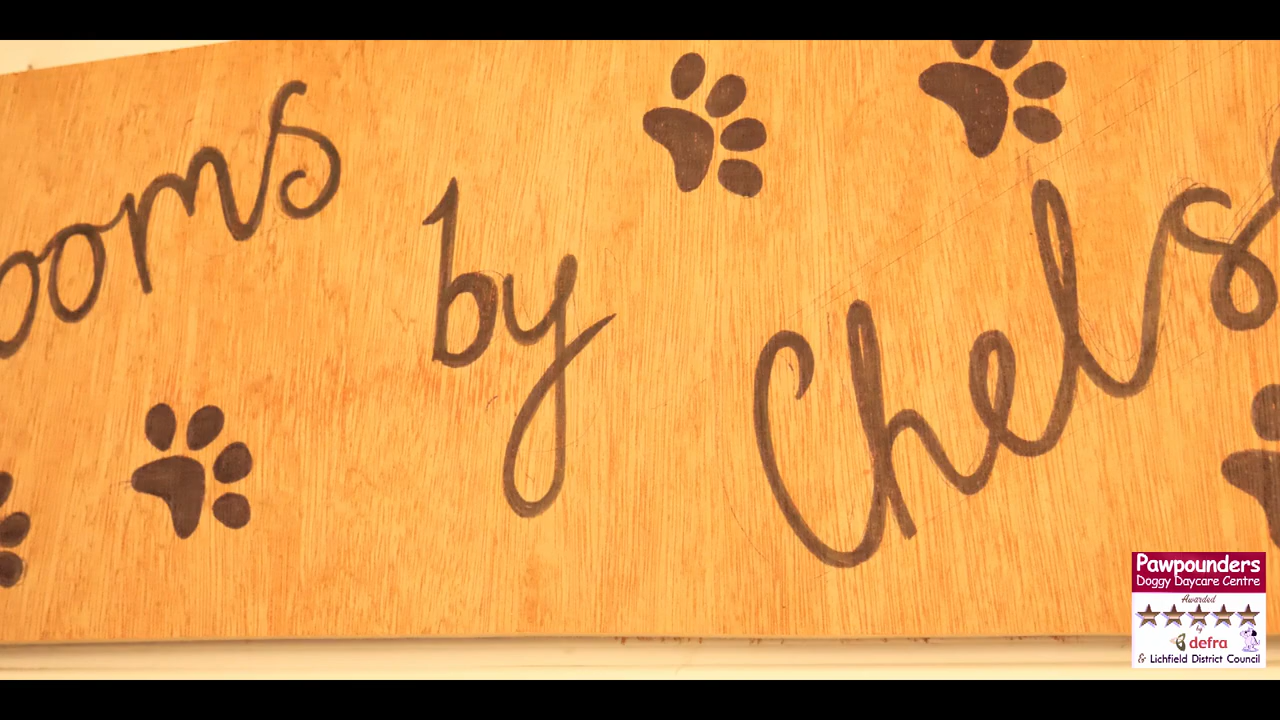 ooms by Chels
Pawpounders
Doggy Daycare Centre
Awarded
by
defra
& Lichfield District Council